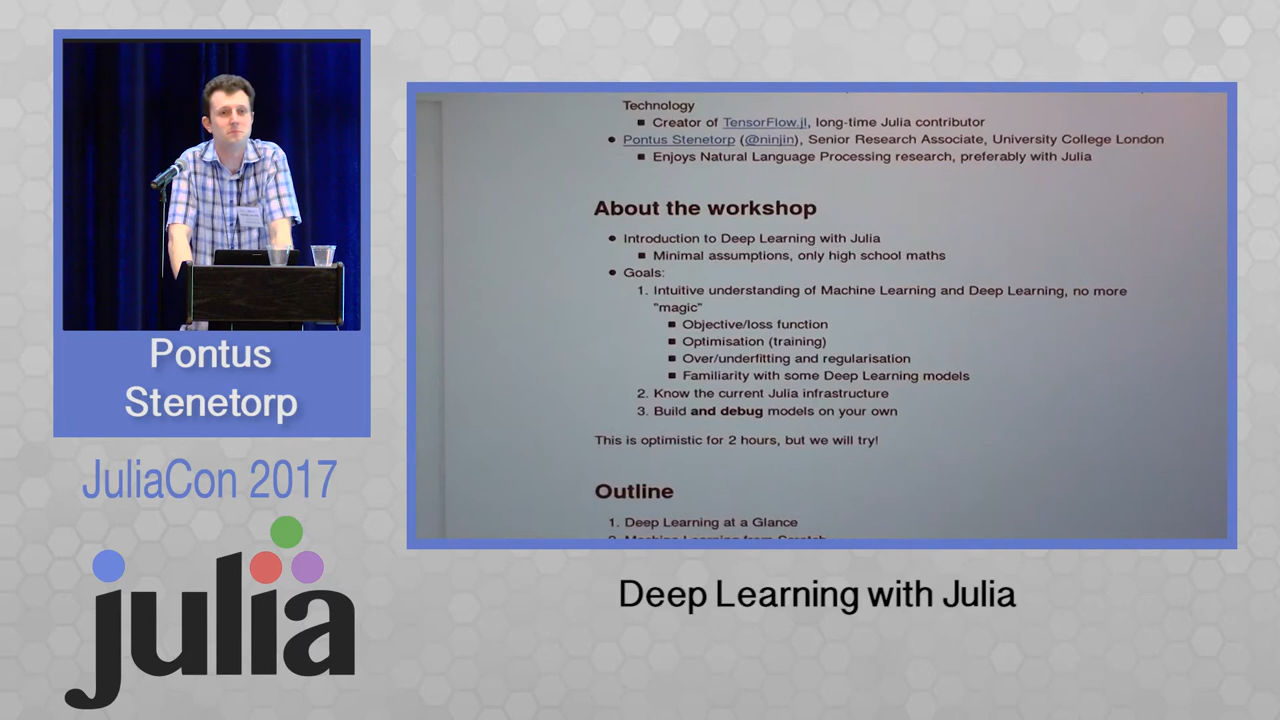 Pontus
Stenetorp
JuliaCon 2017
julia
Technology
Creator of TensorFlow.jl, long-time Julia contributor
Pontus Stenetorp (@ninjin), Senior Research Associate, University College London
Enjoys Natural Language Processing research, preferably with Julia
About the workshop
Introduction to Deep Learning with Julia
Minimal assumptions, only high school maths
Goals:
1. Intuitive understanding of Machine Learning and Deep Learning, no more
"magic"
Objective/loss function
Optimisation (training)
Over/underfitting and regularisation
Familiarity with some Deep Learning models
2. Know the current Julia infrastructure
3. Build and debug models on your own
This is optimistic for 2 hours, but we will try!
Outline
1. Deep Learning at a Glance
2. Machine Learning from Scratch
Deep Learning with Julia